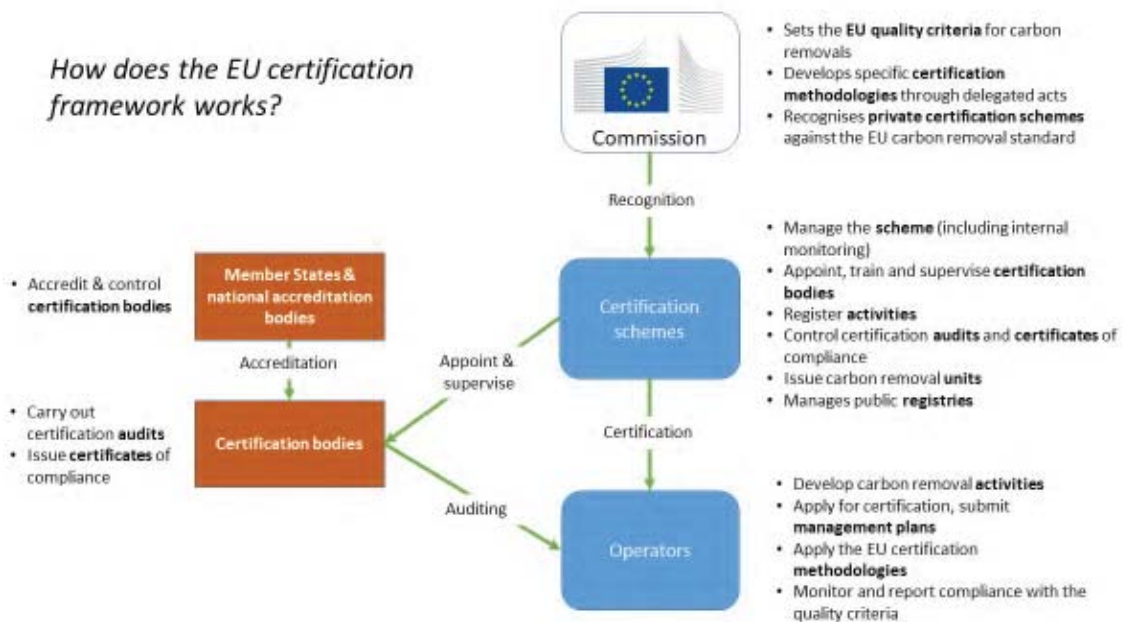 How does the EU certification
framework works?
Commission
• Sets the EU quality criteria for carbon
removals
• Develops specific certification
methodologies through delegated acts
• Recognises private certification schemes
against the EU carbon removal standard
Recognition
• Accredit & control
certification bodies
Member States &
national accreditation
bodies
Accreditation
Appoint &
supervise
Certification
schemes
• Manage the scheme (including internal
monitoring)
• Appoint, train and supervise certification
bodies
• Register activities
• Control certification audits and certificates of
compliance
• Issue carbon removal units
• Manages public registries
• Carry out
certification audits
• Issue certificates of
compliance
Certification bodies
Certification
Auditing
Operators
• Develop carbon removal activities
• Apply for certification, submit
management plans
• Apply the EU certification
methodologies
• Monitor and report compliance with the
quality criteria